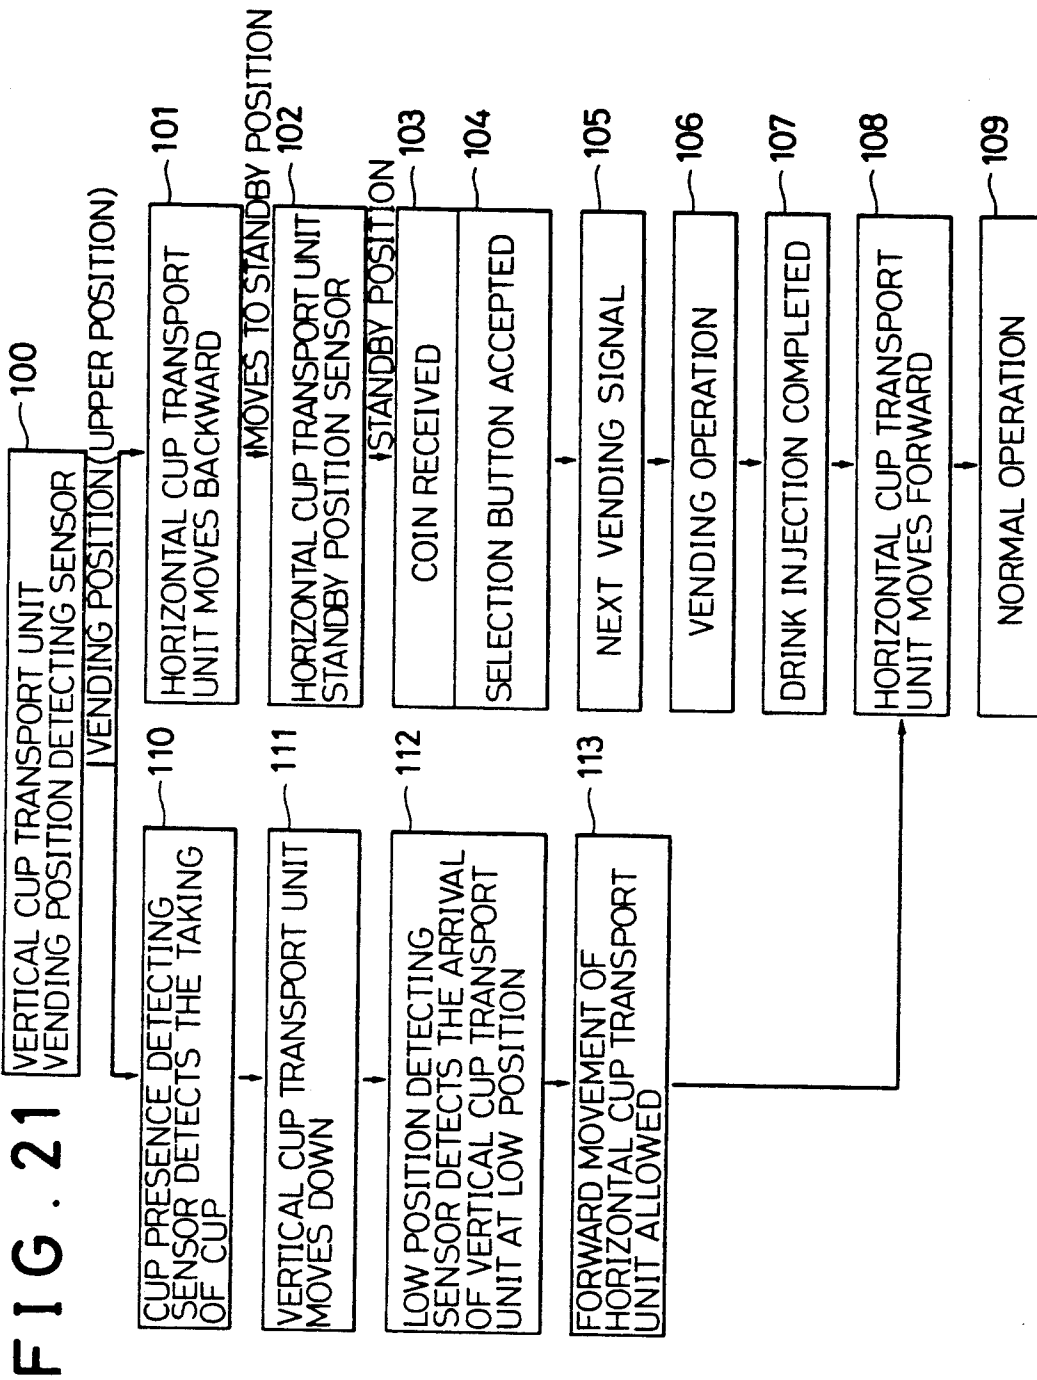 FIG. 21
VERTICAL CUP TRANSPORT UNIT
VENDING POSITION DETECTING SENSOR
100
VENDING POSITION (UPPER POSITION)
HORIZONTAL CUP TRANSPORT
UNIT MOVES BACKWARD
101
MOVES TO STANDBY POSITION
HORIZONTAL CUP TRANSPORT UNIT
STANDBY POSITION SENSOR
102
STANDBY POSITION
COIN RECEIVED
103
SELECTION BUTTON ACCEPTED
104
NEXT VENDING SIGNAL
105
VENDING OPERATION
106
DRINK INJECTION COMPLETED
107
HORIZONTAL CUP TRANSPORT
UNIT MOVES FORWARD
108
NORMAL OPERATION
109
CUP PRESENCE DETECTING
SENSOR DETECTS THE TAKING
OF CUP
110
VERTICAL CUP TRANSPORT UNIT
MOVES DOWN
111
LOW POSITION DETECTING
SENSOR DETECTS THE ARRIVAL
OF VERTICAL CUP TRANSPORT
UNIT AT LOW POSITION
112
FORWARD MOVEMENT OF
HORIZONTAL CUP TRANSPORT
UNIT ALLOWED
113